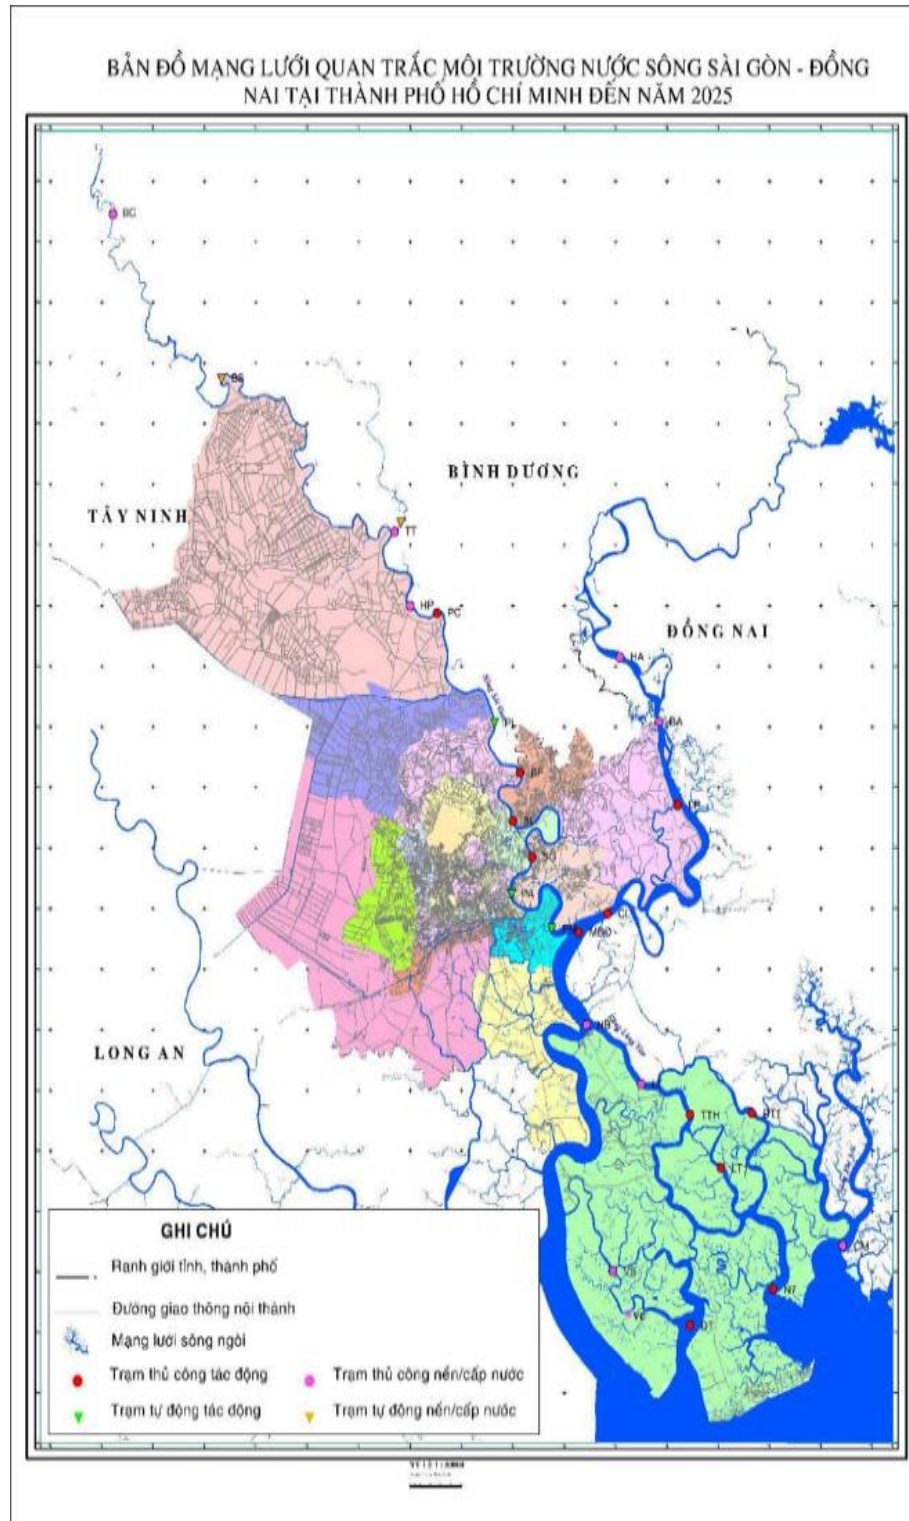 BẢN ĐỒ MẠNG LƯỚI QUAN TRẮC MÔI TRƯỜNG NƯỚC SÔNG SÀI GÒN - ĐỒNG
NAI TẠI THÀNH PHỐ HỒ CHÍ MINH ĐẾN NĂM 2025
BÌNH DƯƠNG
TÂY NINH
TT
HP
PC
ĐỒNG NAI
HA
PL
CL
NB
LONG AN
TTH
LT
CM
VS
N7
GHI CHÚ
Ranh giới tỉnh, thành phố
Đường giao thông nội thành
Mạng lưới sông ngòi
Trạm thủ công tác động
Trạm thủ công nền/cấp nước
Trạm tự động tác động
Trạm tự động nền/cấp nước